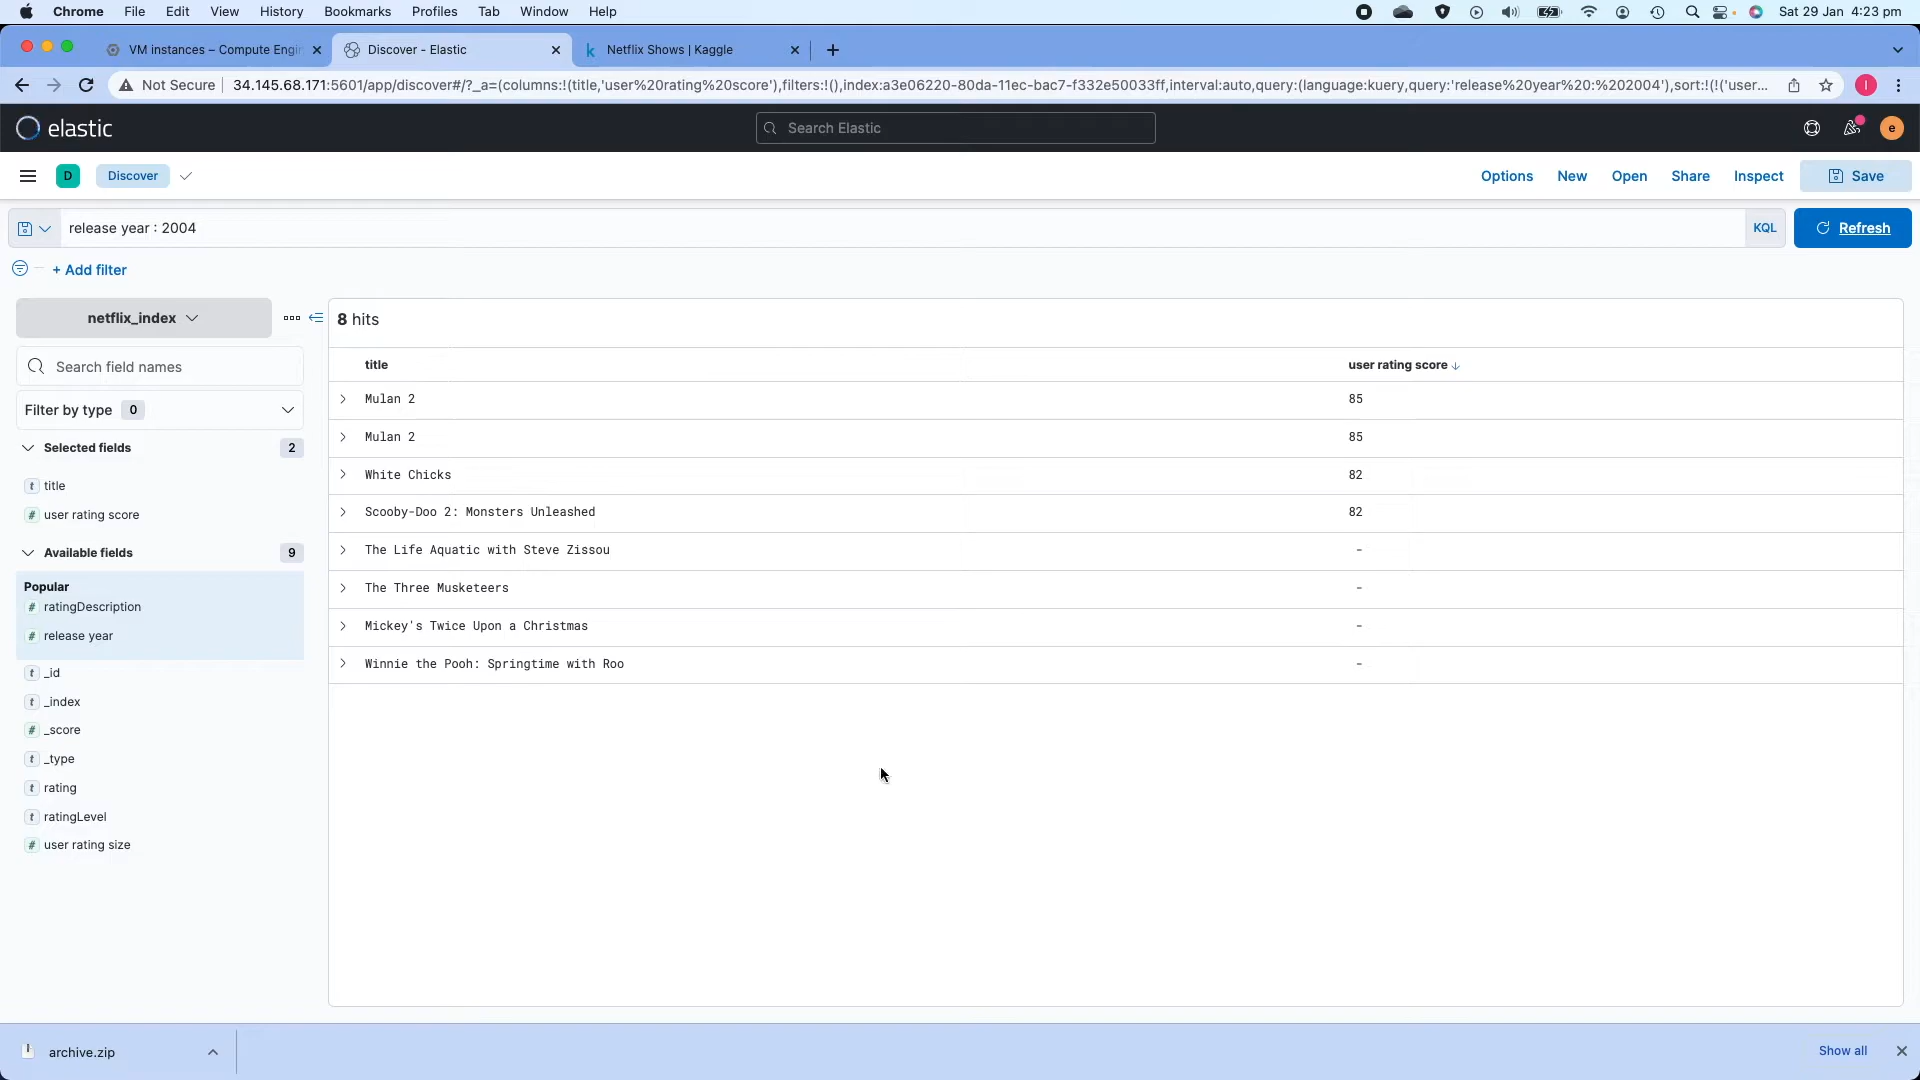 Chrome File Edit View History Bookmarks Profiles Tab Window Help Sat 29 Jan 4:23 pm
VM instances – Compute Engin Discover - Elastic k Netflix Shows | Kaggle
Not Secure 34.145.68.171:5601/app/discover#/?_a=(columns:!(title,'user%20rating%20score'),filters:!(),index:a3e06220-80da-11ec-bac7-f332e50033ff,interval:auto,query:(language:kuery,query:'release%20year%20:%202004'),sort:!(!('user... I
elastic Search Elastic e
D Discover Options New Open Share Inspect Save
release year : 2004 KQL Refresh
+ Add filter
netflix_index
Search field names
Filter by type 0
Selected fields 2
t title
# user rating score
Available fields 9
Popular
# ratingDescription
# release year
t _id
t _index
# _score
t _type
t rating
t ratingLevel
# user rating size
8 hits
title user rating score
Mulan 2 85
Mulan 2 85
White Chicks 82
Scooby-Doo 2: Monsters Unleashed 82
The Life Aquatic with Steve Zissou -
The Three Musketeers -
Mickey's Twice Upon a Christmas -
Winnie the Pooh: Springtime with Roo -
archive.zip Show all